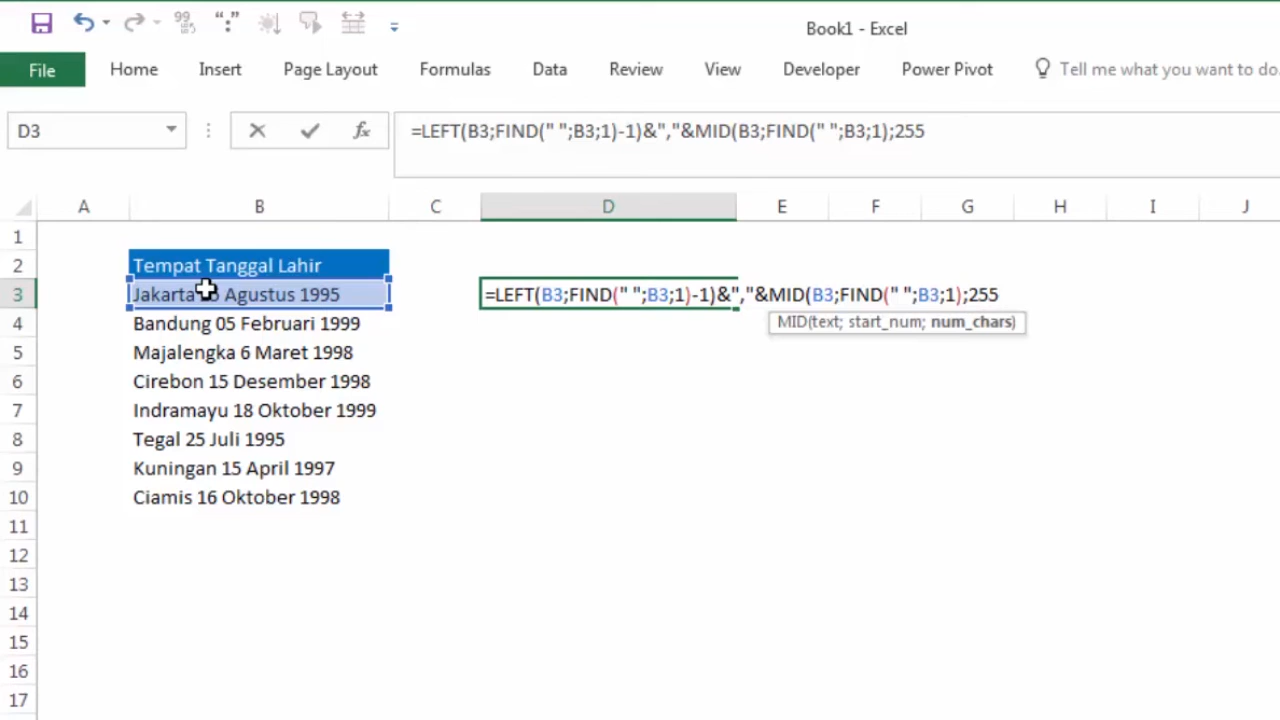 Book1 - Excel
File Home Insert Page Layout Formulas Data Review View Developer Power Pivot Tell me what you want to do.
D3 fx =LEFT(B3;FIND(" ";B3;1)-1)&","&MID(B3;FIND(" ";B3;1);255
A B C D E F G H I J
1
2 Tempat Tanggal Lahir
3 Jakarta Agustus 1995 =LEFT(B3;FIND(" ";B3;1)-1)&","&MID(B3;FIND(" ";B3;1);255
MID(text; start_num; num_chars)
4 Bandung 05 Februari 1999
5 Majalengka 6 Maret 1998
6 Cirebon 15 Desember 1998
7 Indramayu 18 Oktober 1999
8 Tegal 25 Juli 1995
9 Kuningan 15 April 1997
10 Ciamis 16 Oktober 1998
11
12
13
14
15
16
17